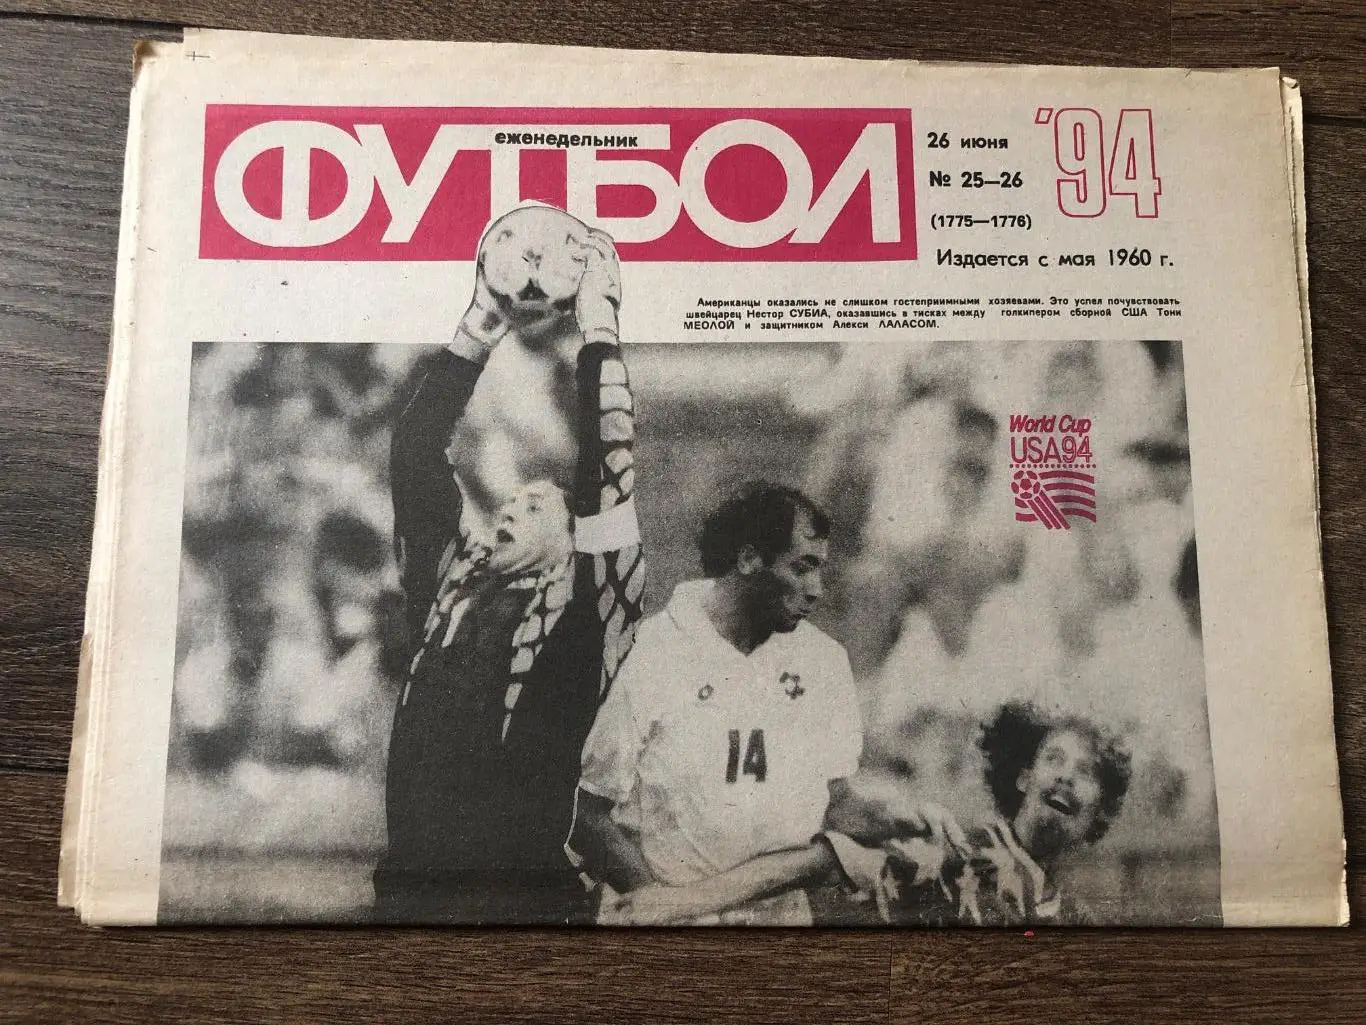 еженедельник
ФУТБОЛ
'94
26 июня
№ 25—26
(1775—1776)
Издается с мая 1960 г.
Американцы оказались не слишком гостеприимными хозяевами. Это успел почувствовать
швейцарец Нестор СУБИА, оказавшись в тисках между голкипером сборной США Тони
МЕОЛОЙ и защитником Алекси ЛАЛАСОМ.
World Cup
USA94
14